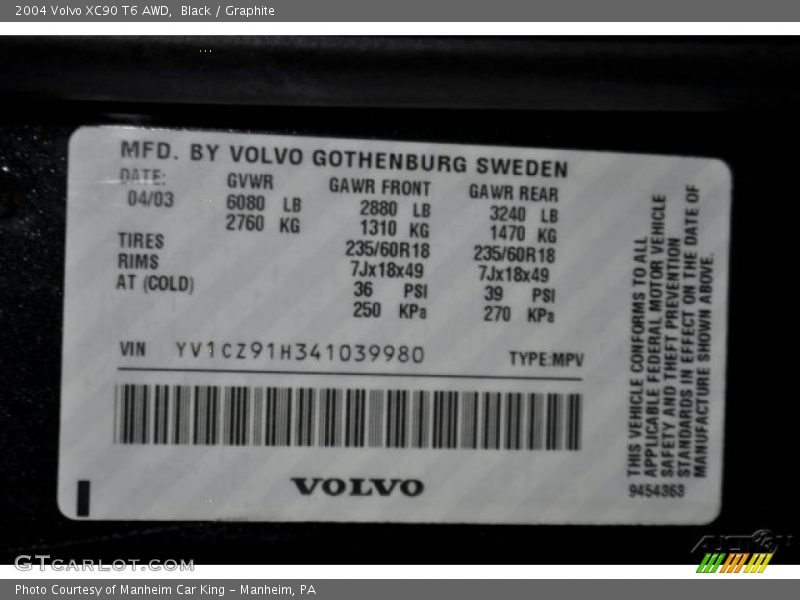 2004 Volvo XC90 T6 AWD,  Black / Graphite
MFD. BY VOLVO GOTHENBURG SWEDEN
DATE: GVWR GAWR FRONT GAWR REAR
04/03 6080 LB 2880 LB 3240 LB
2760 KG 1310 KG 1470 KG
TIRES 235/60R18 235/60R18
RIMS 7Jx18x49 7Jx18x49
AT (COLD) 36 PSI 39 PSI
250 KPa 270 KPa
VIN YV1CZ91H341039980 TYPE:MPV
VOLVO
THIS VEHICLE CONFORMS TO ALL
APPLICABLE FEDERAL MOTOR VEHICLE
SAFETY AND THEFT PREVENTION
STANDARDS IN EFFECT ON THE DATE OF
MANUFACTURE SHOWN ABOVE.
9454363
GTCarLot.com
Photo Courtesy of Manheim Car King - Manheim, PA